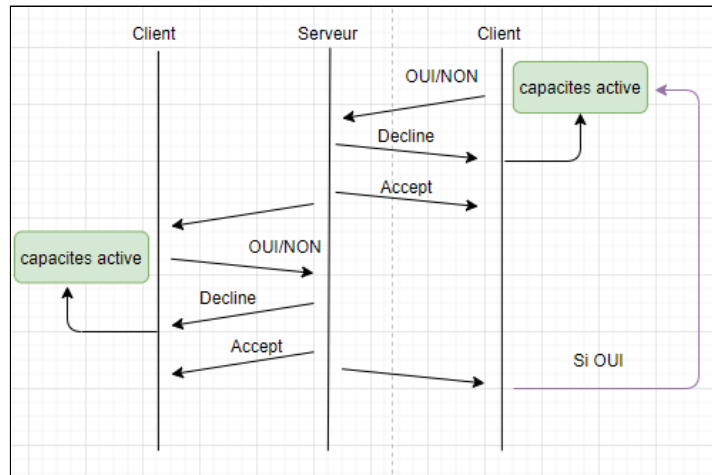 Client
Serveur
Client
OUI/NON
capacites active
Decline
Accept
OUI/NON
capacites active
Decline
Accept
Si OUI